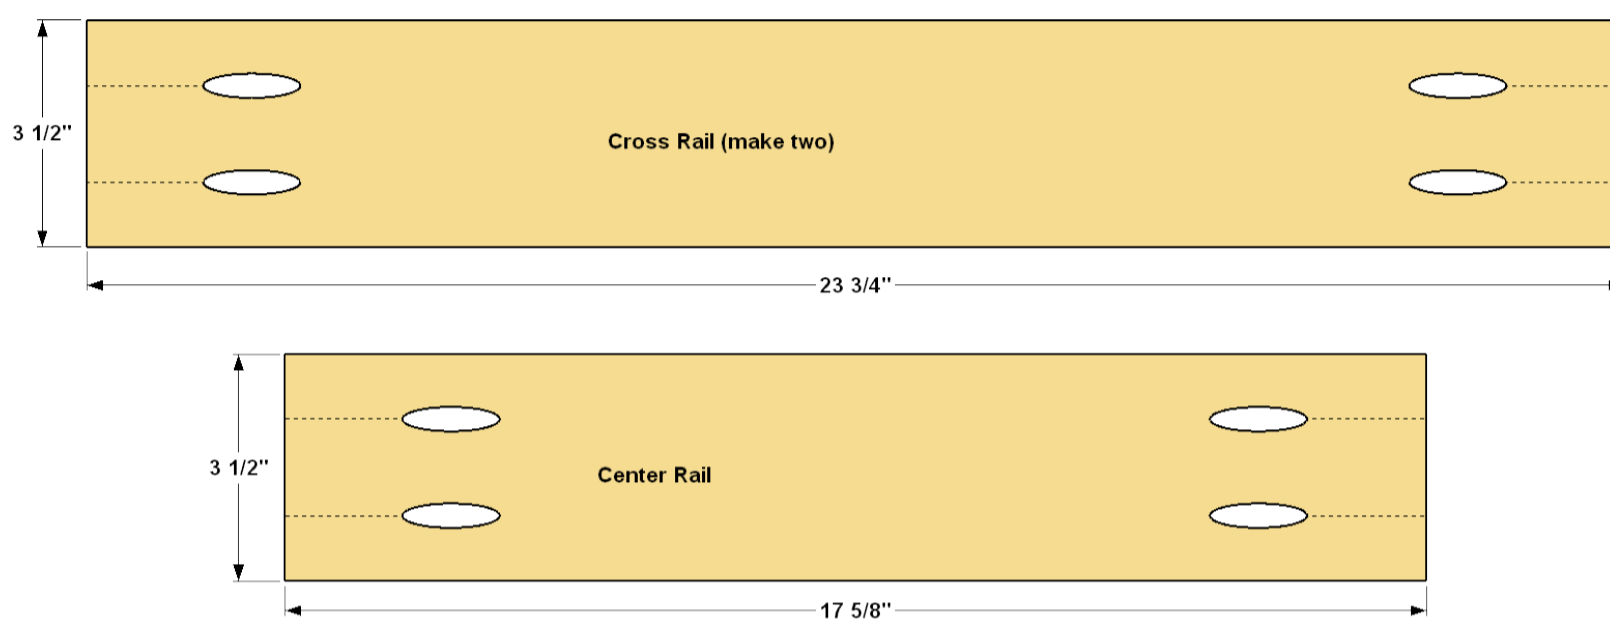 3 1/2"
Cross Rail (make two)
23 3/4"
3 1/2"
Center Rail
17 5/8"